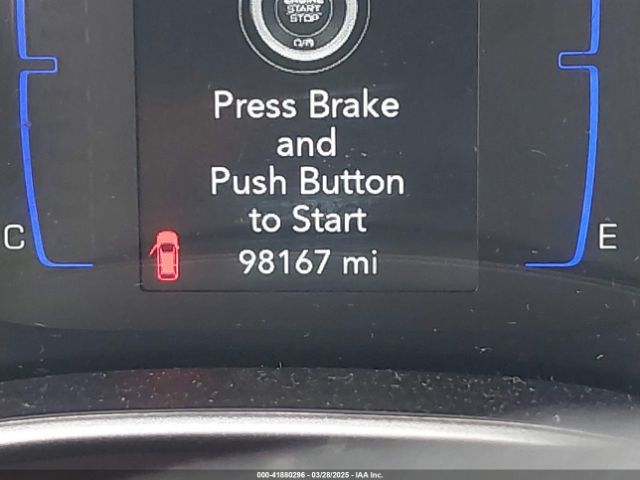 ENGINE
START
STOP
Press Brake
and
Push Button
to Start
C
E
98167 mi
000-41880296 - 03/28/2025 - IAA Inc.